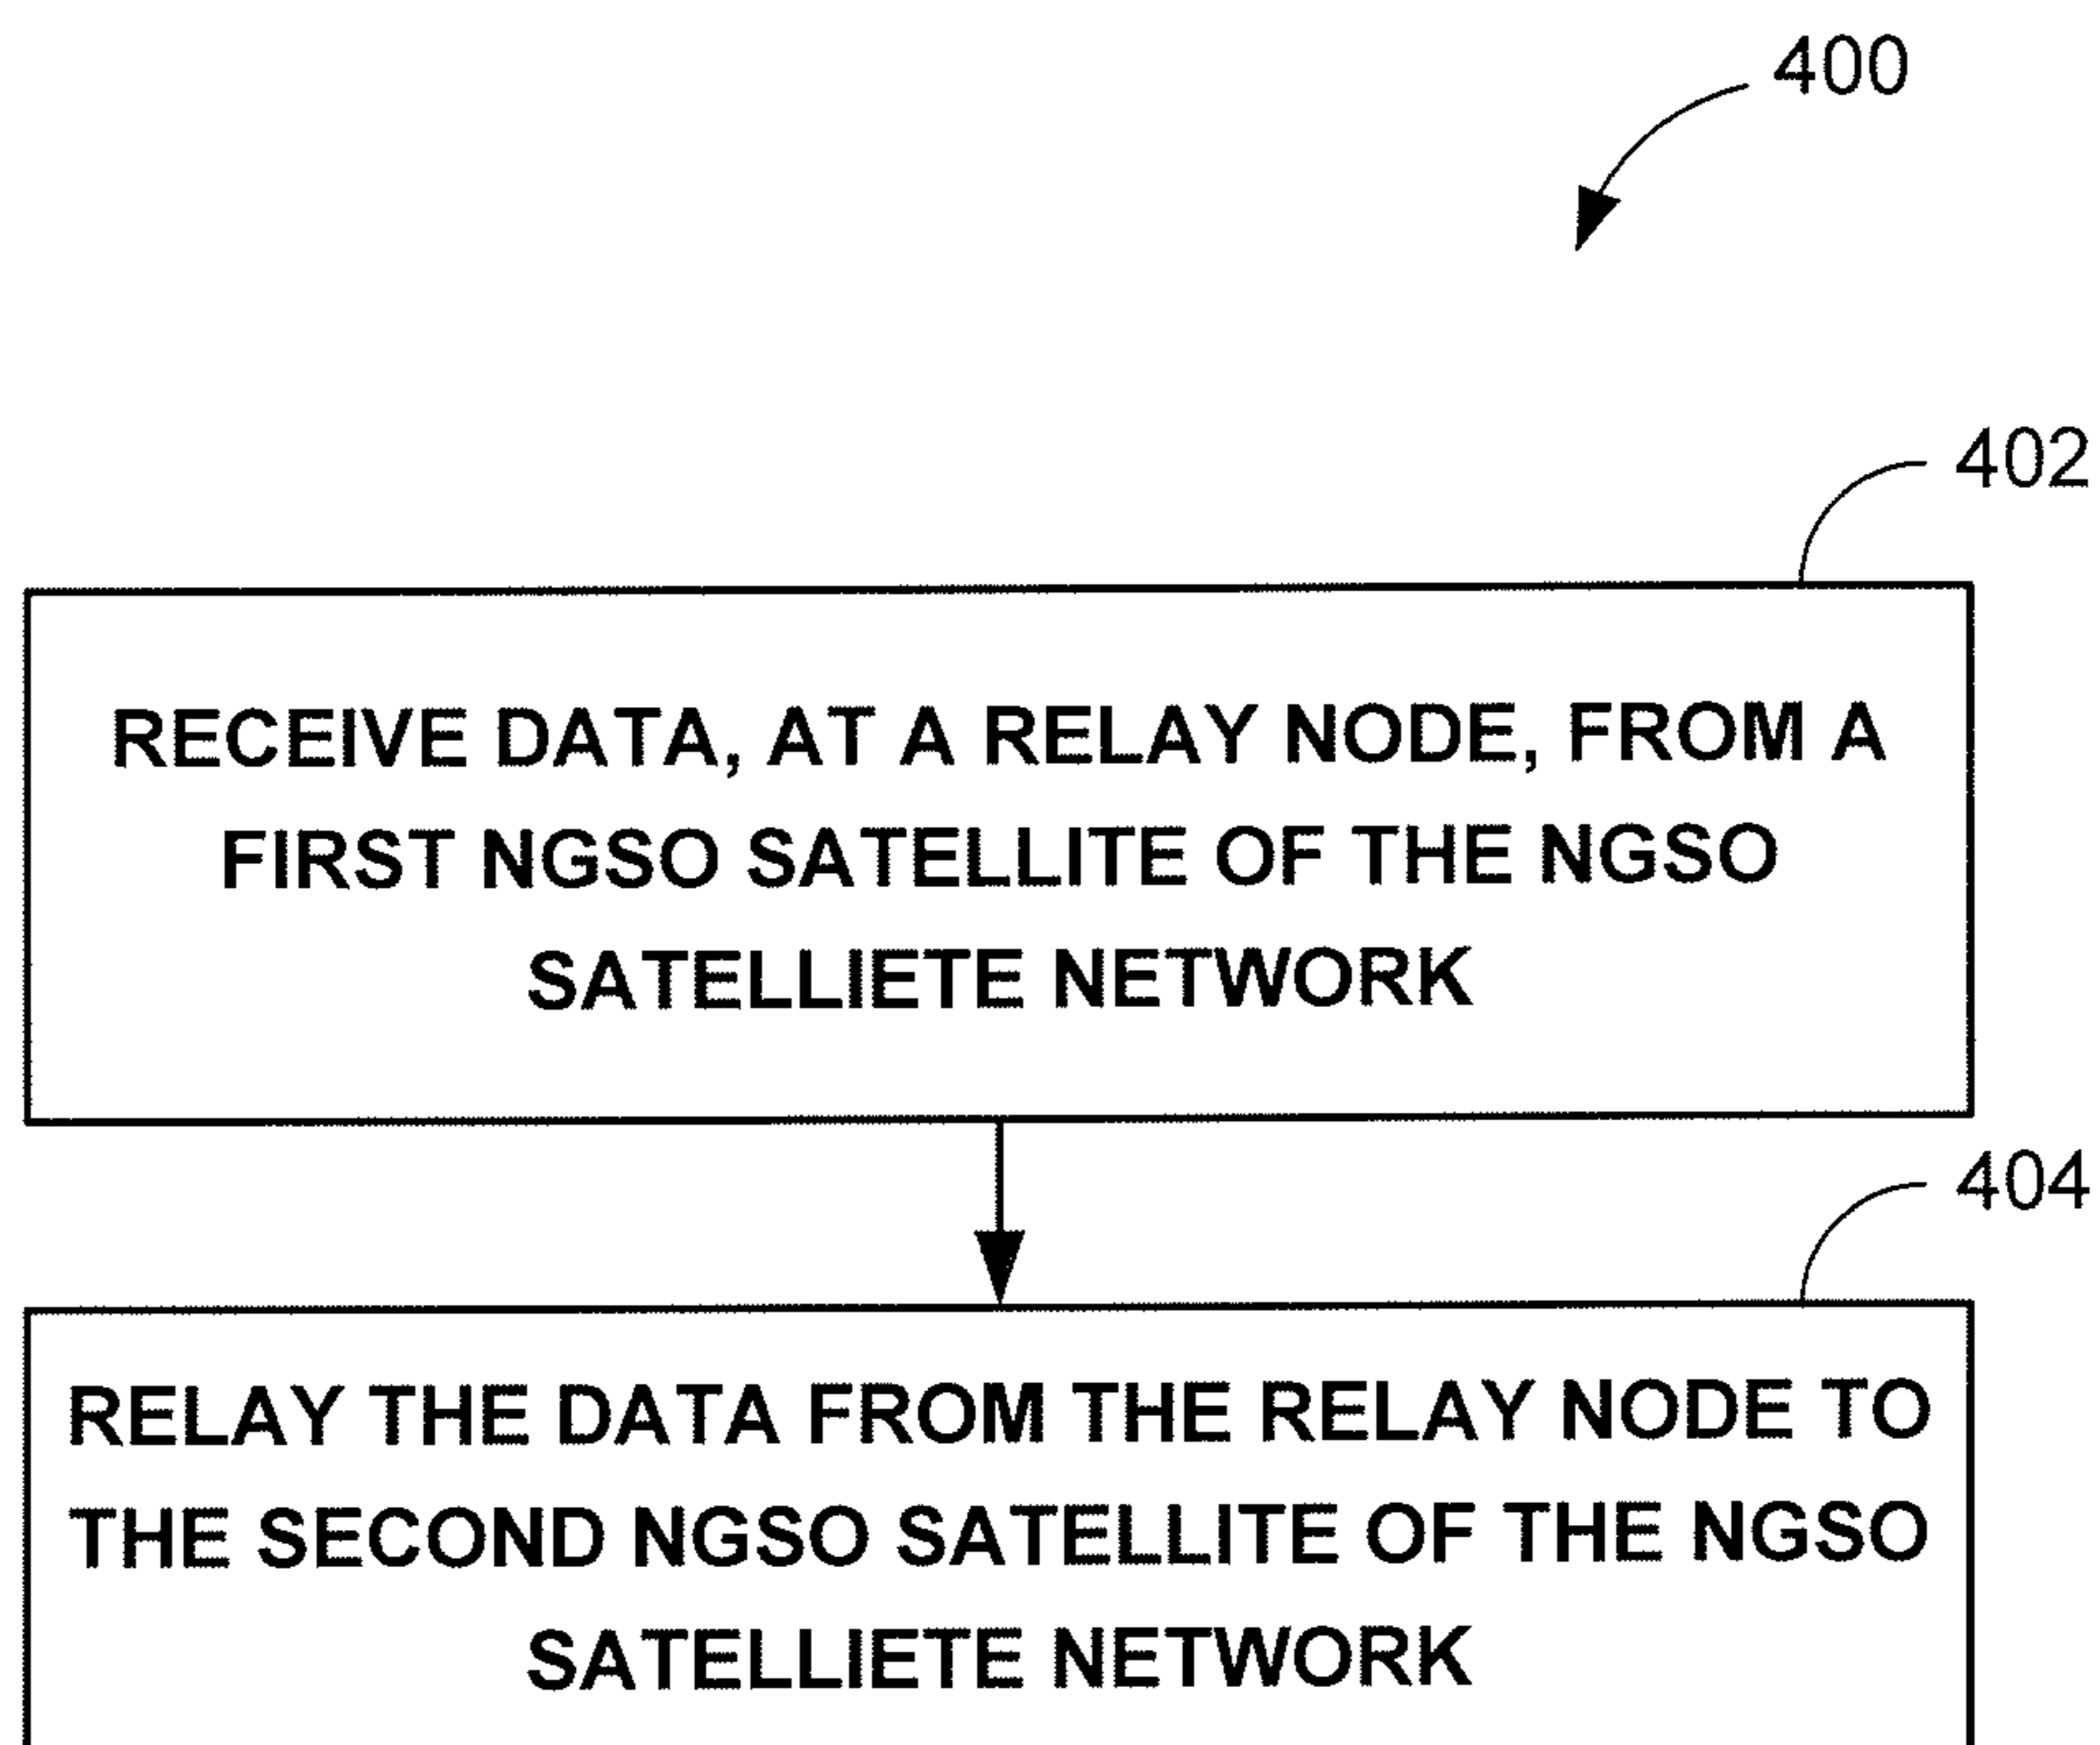 400
402
RECEIVE DATA, AT A RELAY NODE, FROM A
FIRST NGSO SATELLITE OF THE NGSO
SATELLIETE NETWORK
404
RELAY THE DATA FROM THE RELAY NODE TO
THE SECOND NGSO SATELLITE OF THE NGSO
SATELLIETE NETWORK